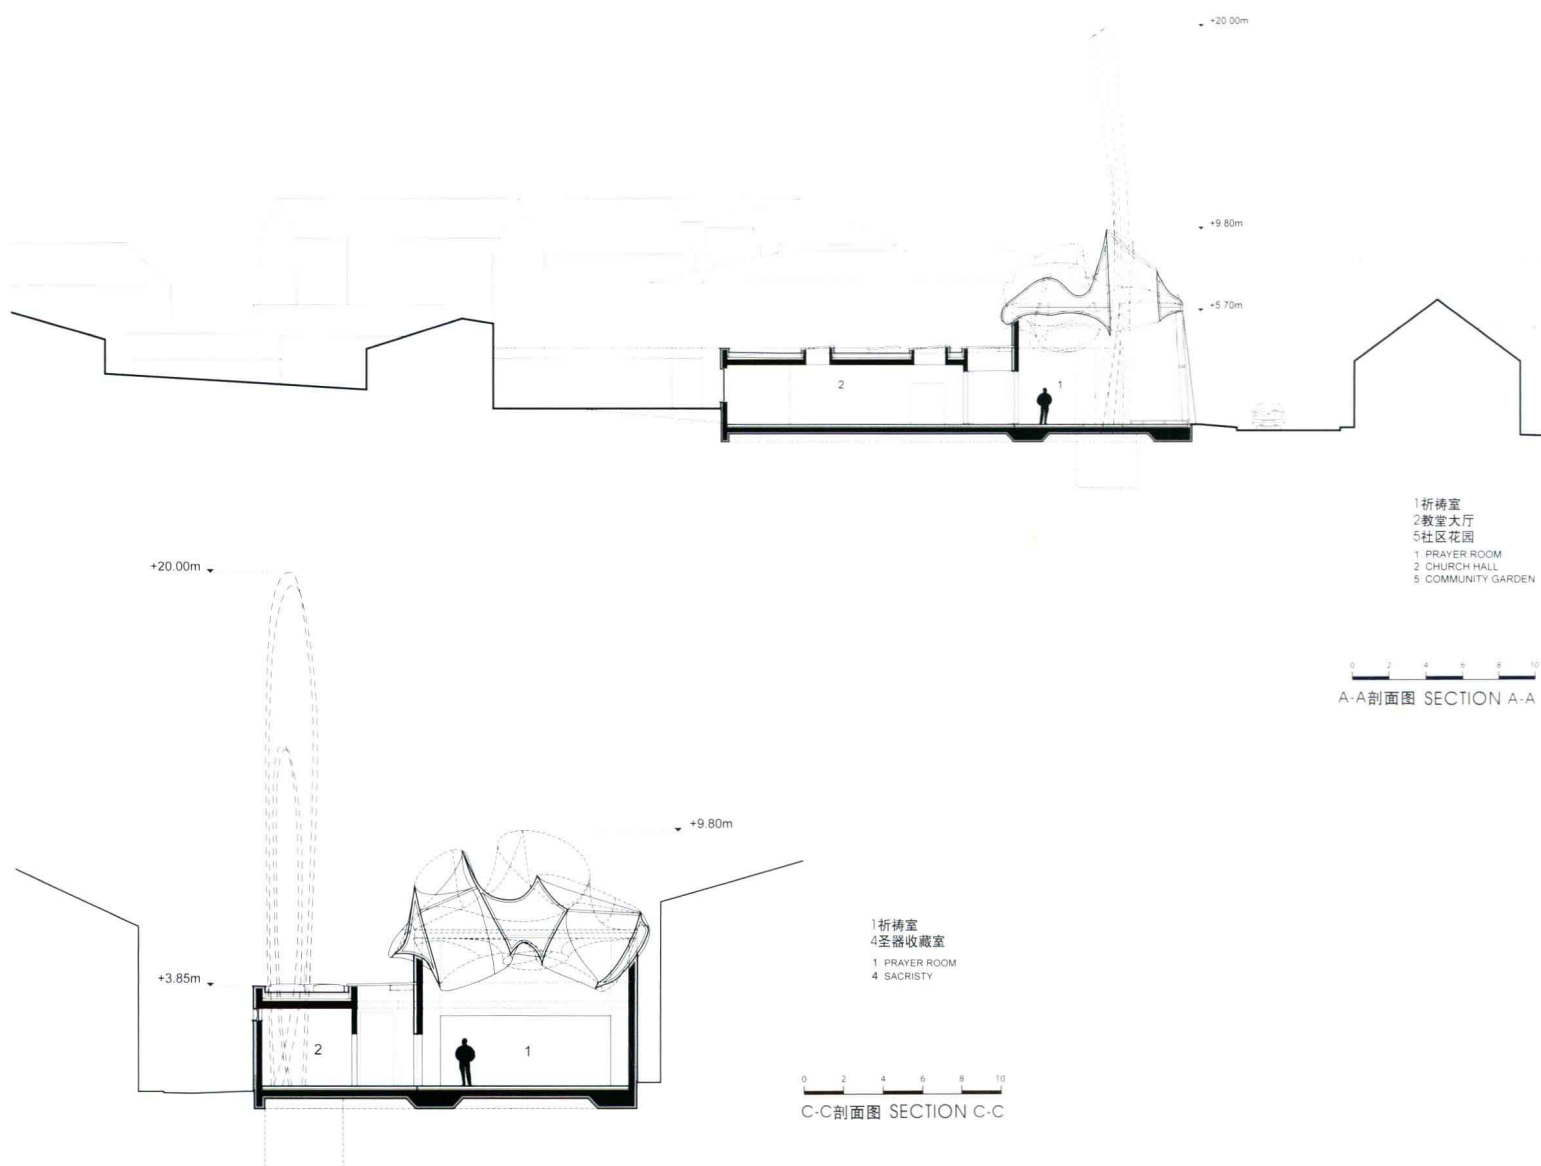 +20.00m
+9.80m
+5.70m
2
1
1祈祷室
2教堂大厅
5社区花园
1 PRAYER ROOM
2 CHURCH HALL
5 COMMUNITY GARDEN
0 2 4 6 8 10
A-A剖面图 SECTION A-A
+20.00m
+9.80m
+3.85m
2
1
1祈祷室
4圣器收藏室
1 PRAYER ROOM
4 SACRISTY
0 2 4 6 8 10
C-C剖面图 SECTION C-C